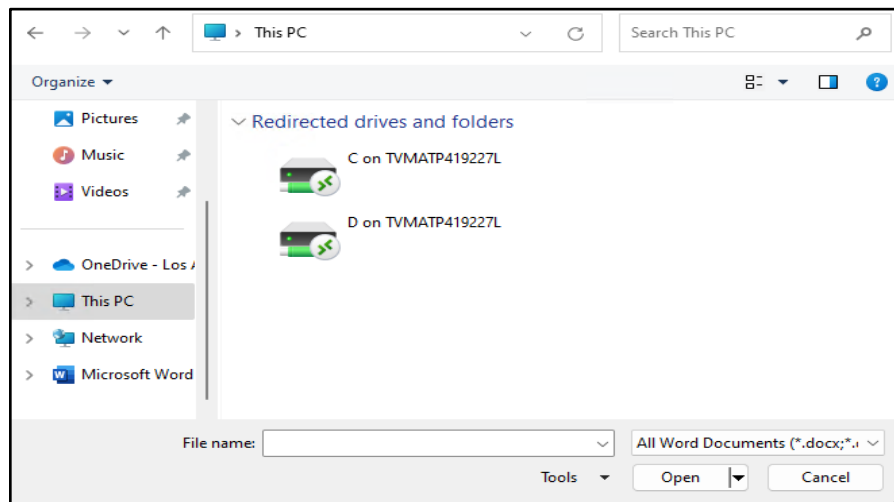 This PC
Search This PC
Organize
Pictures
Music
Videos
OneDrive - Los
This PC
Network
Microsoft Word
Redirected drives and folders
C on TVMATP419227L
D on TVMATP419227L
File name:
All Word Documents (*.docx;*.
Tools
Open
Cancel